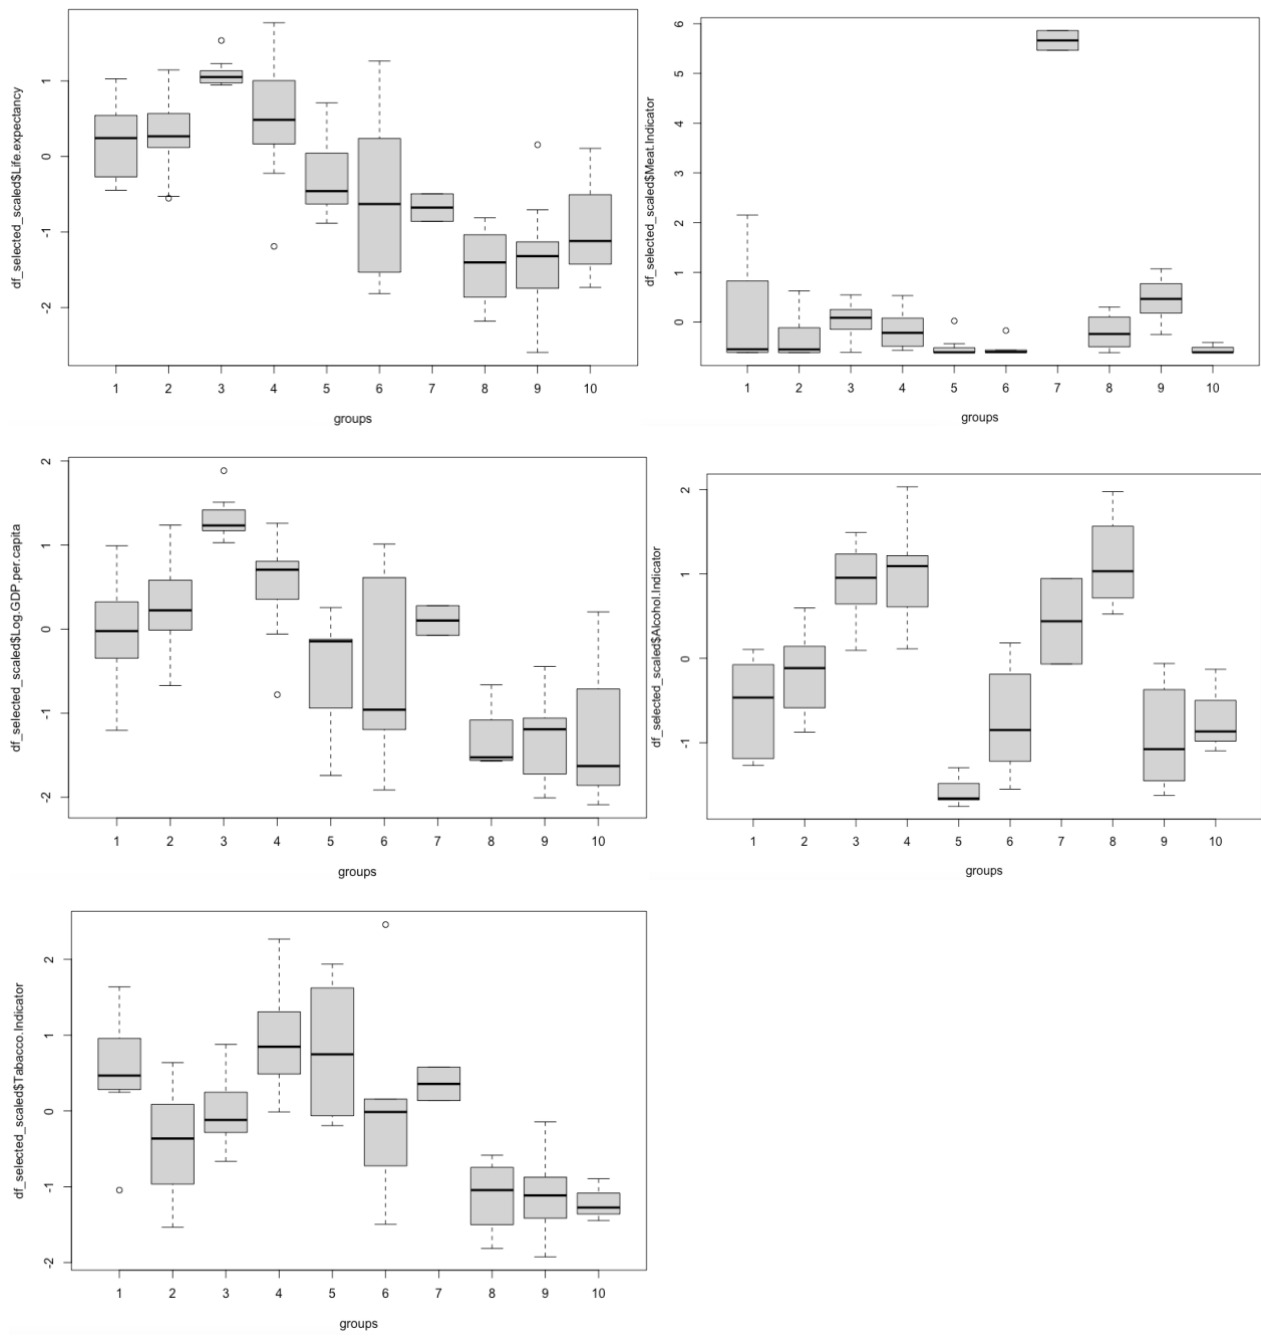 df_selected_scaled$Life.expectancy
1
0
-1
-2
1 2 3 4 5 6 7 8 9 10
groups
df_selected_scaled$Meat.Indicator
6
5
4
3
2
1
0
1 2 3 4 5 6 7 8 9 10
groups
df_selected_scaled$Log.GDP.per.capita
2
1
0
-1
-2
1 2 3 4 5 6 7 8 9 10
groups
df_selected_scaled$Alcohol.Indicator
2
1
0
-1
1 2 3 4 5 6 7 8 9 10
groups
df_selected_scaled$Tabacco.Indicator
2
1
0
-1
-2
1 2 3 4 5 6 7 8 9 10
groups